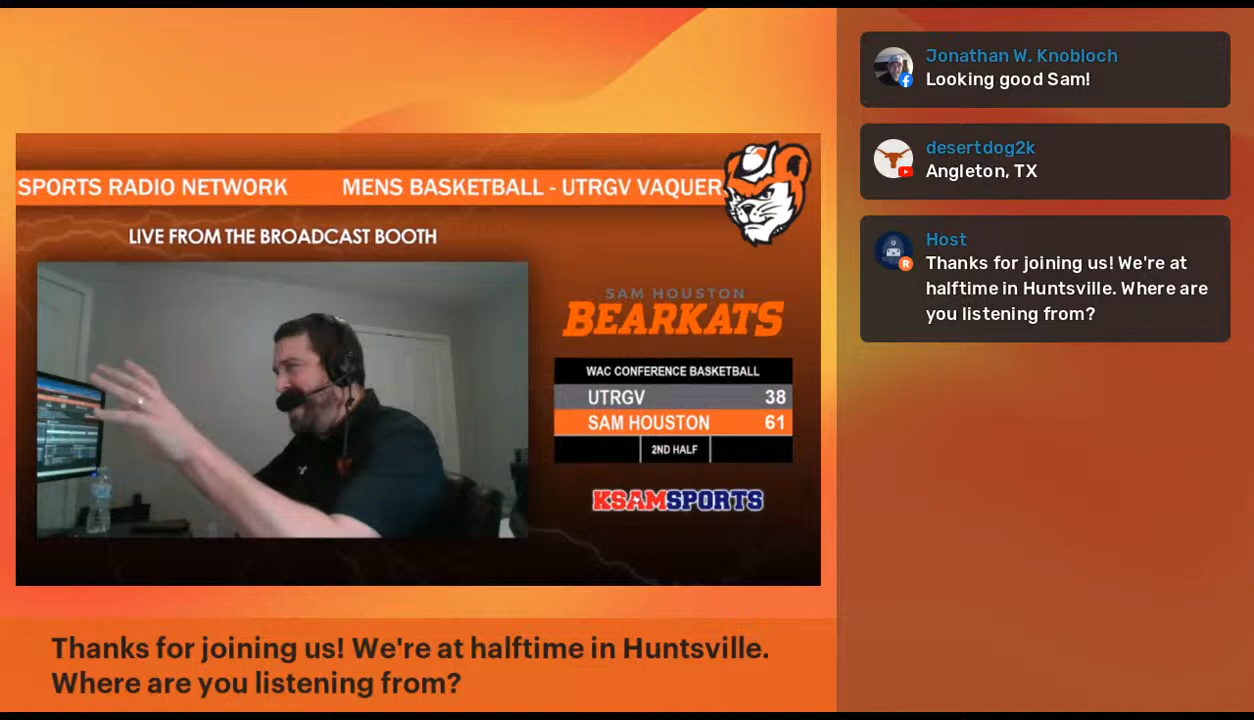 SPORTS RADIO NETWORK MENS BASKETBALL - UTRGV VAQUER
LIVE FROM THE BROADCAST BOOTH
SAM HOUSTON
BEARKATS
WAC CONFERENCE BASKETBALL
UTRGV 38
SAM HOUSTON 61
2ND HALF
KSAMSPORTS
Thanks for joining us! We're at halftime in Huntsville.
Where are you listening from?
Jonathan W. Knobloch
Looking good Sam!
desertdog2k
Angleton, TX
Host
Thanks for joining us! We're at
halftime in Huntsville. Where are
you listening from?